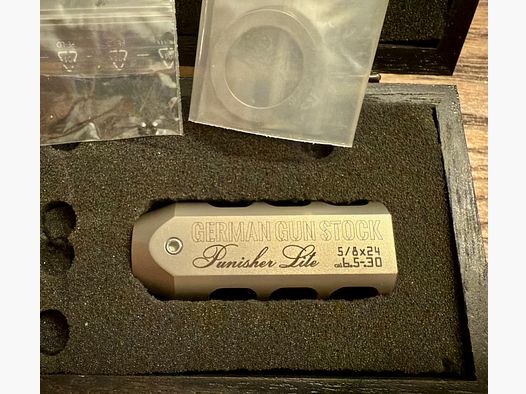 GERMAN GUN STOCK
Punisher Lite
5/8x24
cal.6.5-.30